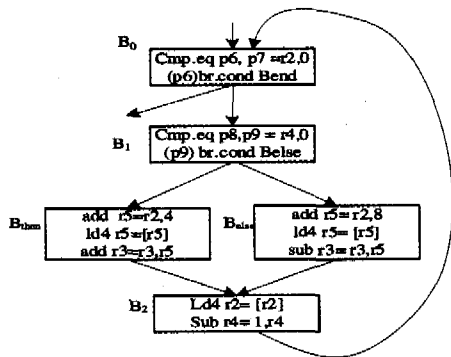 B0
Cmp.eq p6, p7 =r2,0
(p6)br.cond Bend
B1
Cmp.eq p8,p9 = r4,0
(p9) br.cond Belse
Bthen
add r5=r2,4
ld4 r5=[r5]
add r3=r3,r5
Belse
add r5=r2,8
ld4 r5= [r5]
sub r3=r3,r5
B2
Ld4 r2= [r2]
Sub r4= 1,r4